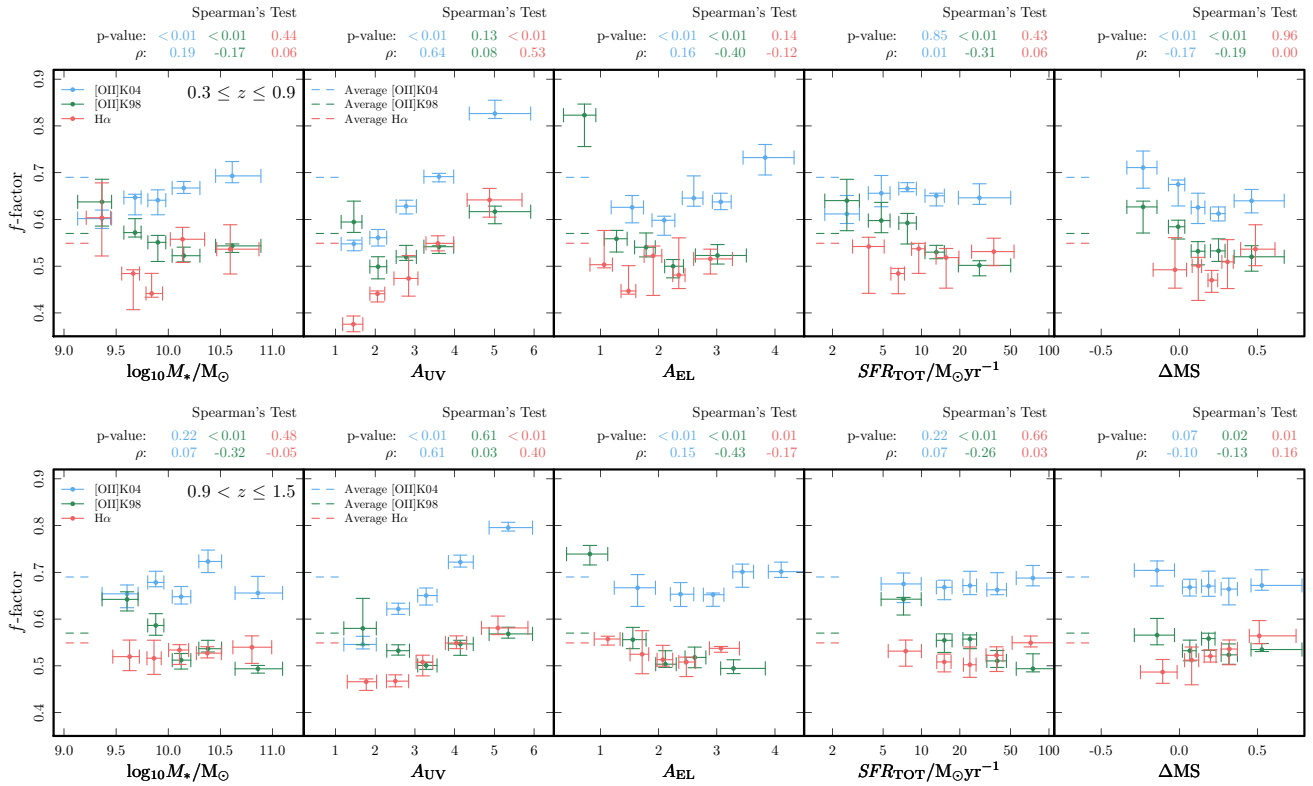 Spearman's Test Spearman's Test Spearman's Test Spearman's Test Spearman's Test
p-value: <0.01 <0.01 0.44 p-value: <0.01 0.13 <0.01 p-value: <0.01 <0.01 0.14 p-value: 0.85 <0.01 0.43 p-value: <0.01 <0.01 0.96
ρ: 0.19 -0.17 0.06 ρ: 0.64 0.08 0.53 ρ: 0.16 -0.40 -0.12 ρ: 0.01 -0.31 0.06 ρ: -0.17 -0.19 0.00
0.9
[OII]K04 0.3 ≤ z ≤ 0.9 Average [OII]K04
[OII]K98 Average [OII]K98
Hα Average Hα
0.8
0.7
f-factor
0.6
0.5
0.4
9.0 9.5 10.0 10.5 11.0 1 2 3 4 5 6 1 2 3 4 2 5 10 20 50 100 -0.5 0.0 0.5
log₁₀M*/M⊙ A_UV A_EL SFR_TOT/M⊙yr⁻¹ ΔMS
Spearman's Test Spearman's Test Spearman's Test Spearman's Test Spearman's Test
p-value: 0.22 <0.01 0.48 p-value: <0.01 0.61 <0.01 p-value: <0.01 <0.01 0.01 p-value: 0.22 <0.01 0.66 p-value: 0.07 0.02 0.01
ρ: 0.07 -0.32 -0.05 ρ: 0.61 0.03 0.40 ρ: 0.15 -0.43 -0.17 ρ: 0.07 -0.26 0.03 ρ: -0.10 -0.13 0.16
0.9
[OII]K04 0.9 < z ≤ 1.5 Average [OII]K04
[OII]K98 Average [OII]K98
Hα Average Hα
0.8
0.7
f-factor
0.6
0.5
0.4
9.0 9.5 10.0 10.5 11.0 1 2 3 4 5 6 1 2 3 4 2 5 10 20 50 100 -0.5 0.0 0.5
log₁₀M*/M⊙ A_UV A_EL SFR_TOT/M⊙yr⁻¹ ΔMS